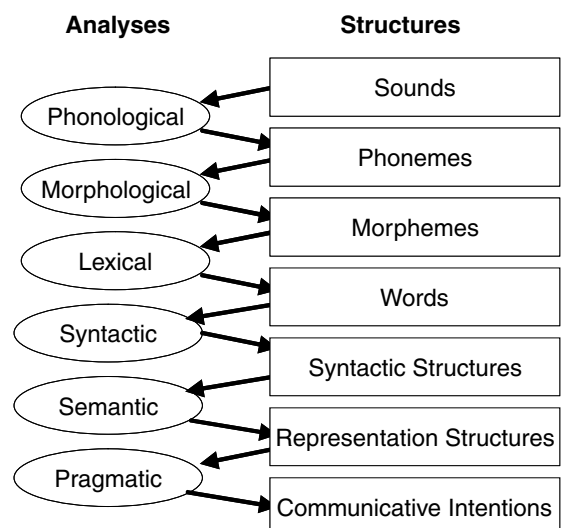 Analyses Structures
Sounds
Phonological
Phonemes
Morphological
Morphemes
Lexical
Words
Syntactic
Syntactic Structures
Semantic
Representation Structures
Pragmatic
Communicative Intentions